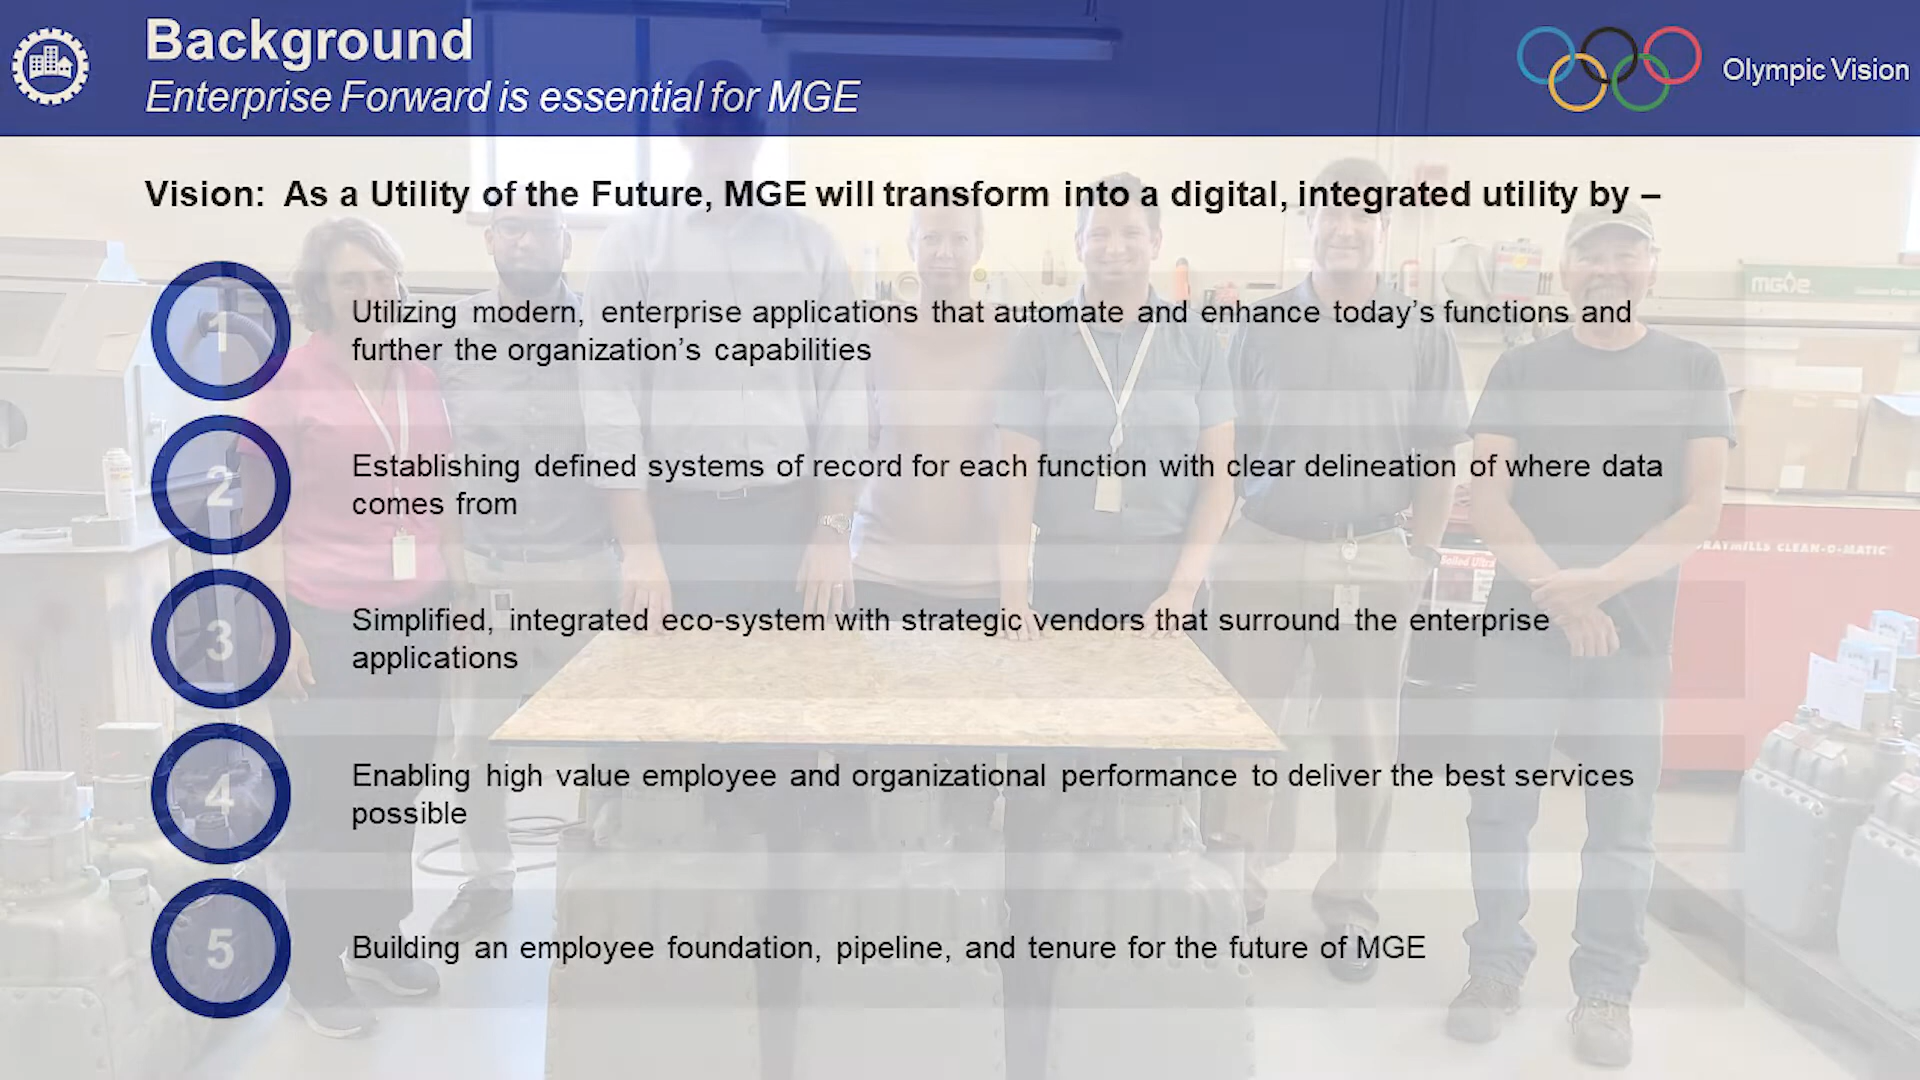 Background
Enterprise Forward is essential for MGE
Olympic Vision
Vision: As a Utility of the Future, MGE will transform into a digital, integrated utility by –
1
Utilizing modern, enterprise applications that automate and enhance today’s functions and
further the organization’s capabilities
2
Establishing defined systems of record for each function with clear delineation of where data
comes from
3
Simplified, integrated eco-system with strategic vendors that surround the enterprise
applications
4
Enabling high value employee and organizational performance to deliver the best services
possible
5
Building an employee foundation, pipeline, and tenure for the future of MGE
mge
CLEAN-O-MATIC